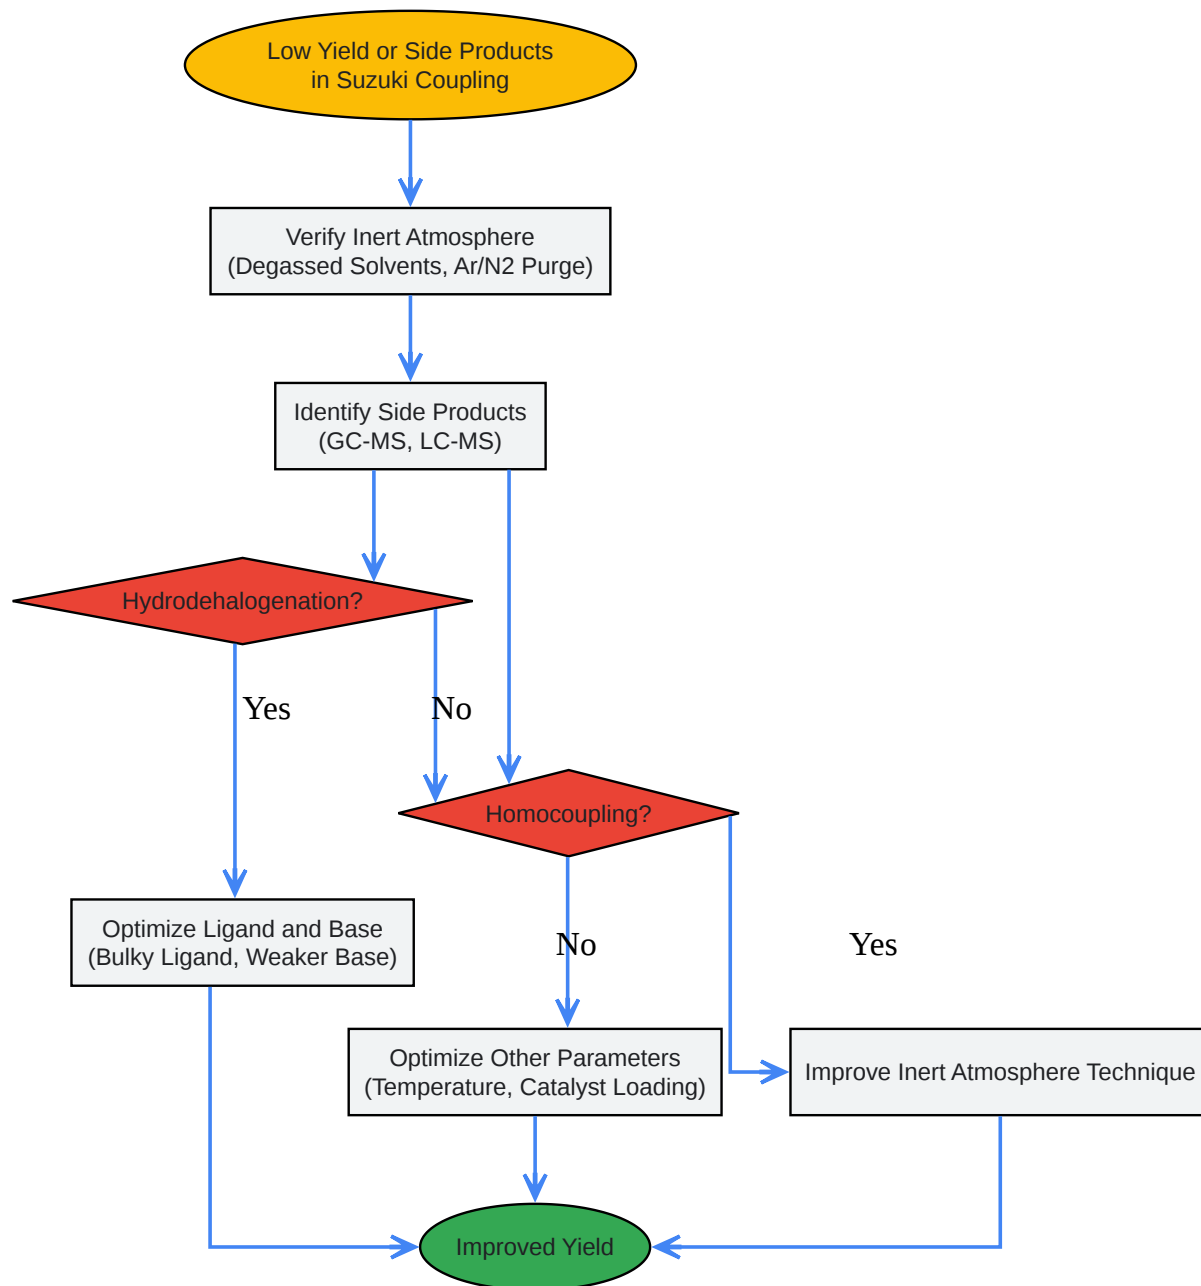 Low Yield or Side Products
in Suzuki Coupling
Verify Inert Atmosphere
(Degassed Solvents, Ar/N2 Purge)
Identify Side Products
(GC-MS, LC-MS)
Hydrodehalogenation?
Yes
No
Homocoupling?
Optimize Ligand and Base
(Bulky Ligand, Weaker Base)
No
Yes
Optimize Other Parameters
(Temperature, Catalyst Loading)
Improve Inert Atmosphere Technique
Improved Yield